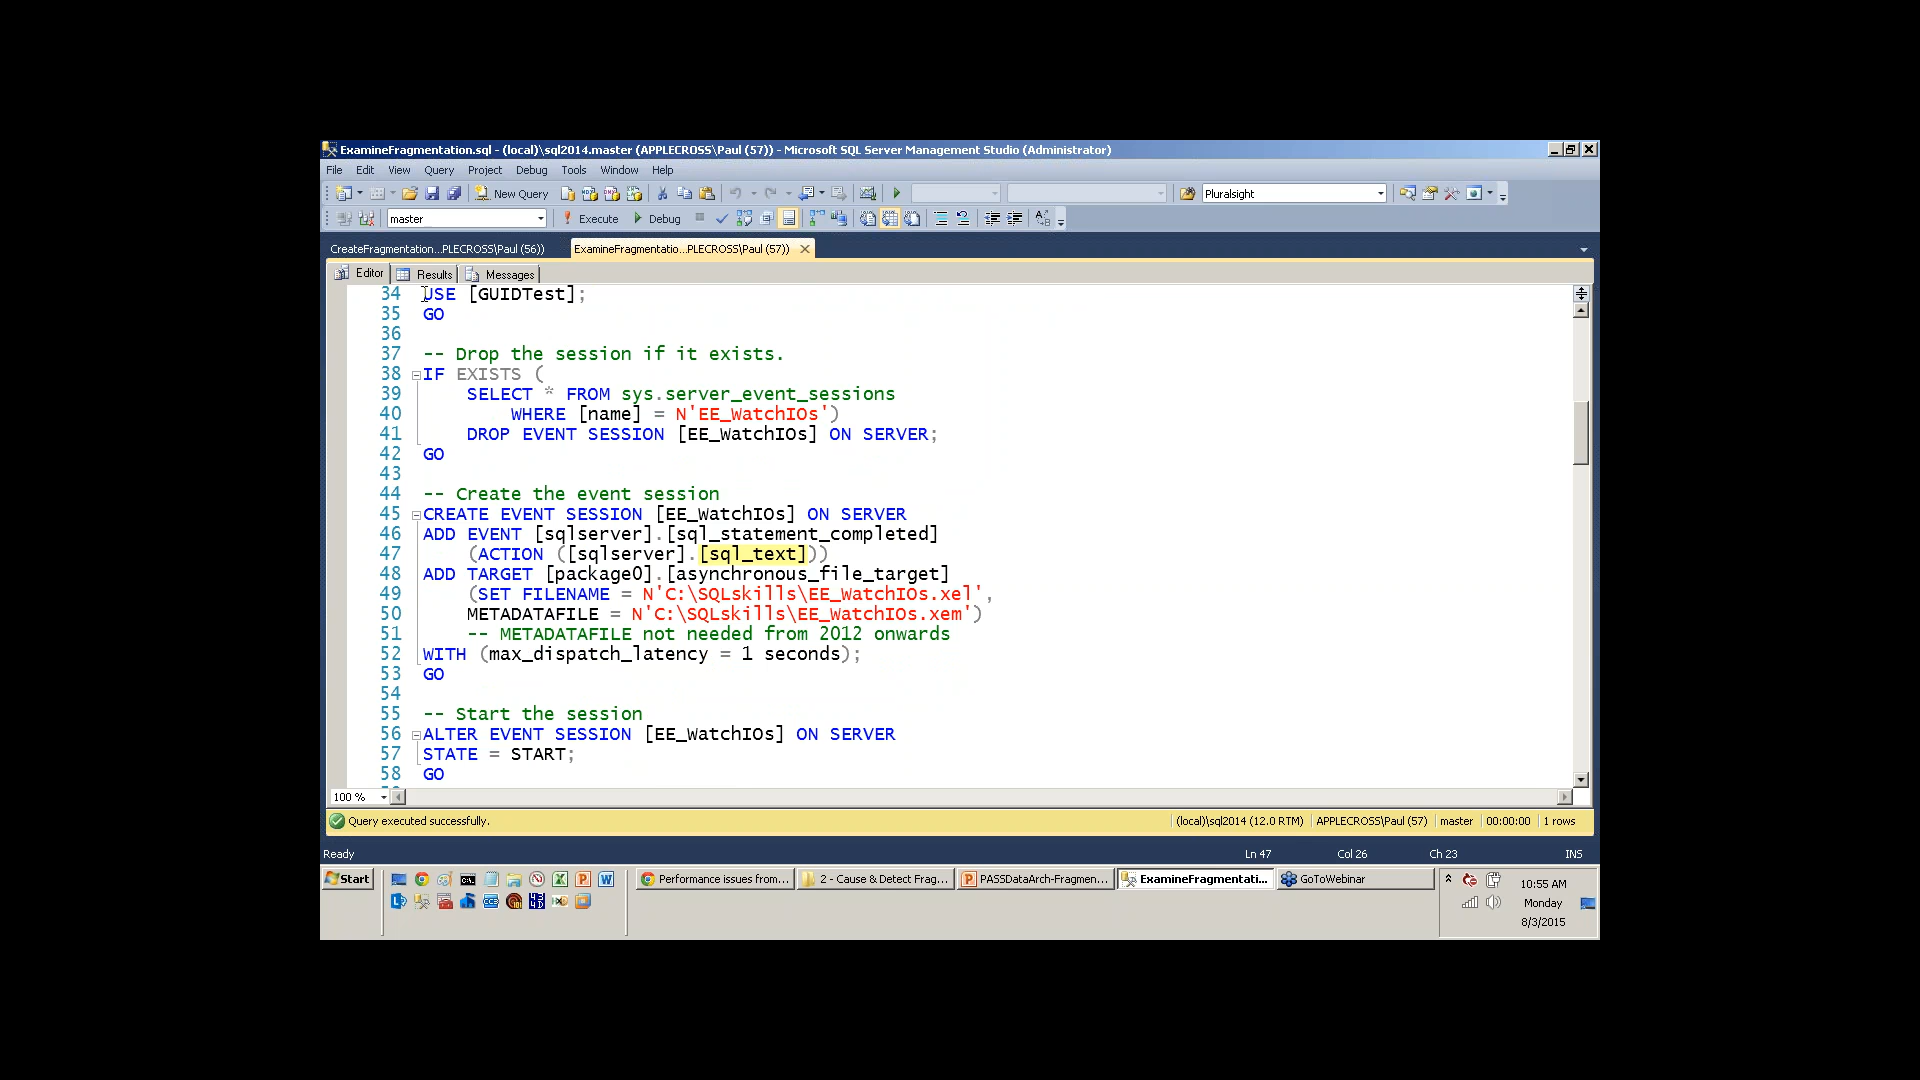 ExamineFragmentation.sql - (local)\sql2014.master (APPLECROSS\Paul (57)) - Microsoft SQL Server Management Studio (Administrator)
File Edit View Query Project Debug Tools Window Help
New Query Pluralsight
master Execute Debug
CreateFragmentation...PLECROSS\Paul (56)) ExamineFragmentatio...PLECROSS\Paul (57))
Editor Results Messages
34 USE [GUIDTest];
35 GO
36
37 -- Drop the session if it exists.
38 IF EXISTS (
39 SELECT * FROM sys.server_event_sessions
40 WHERE [name] = N'EE_WatchIOs')
41 DROP EVENT SESSION [EE_WatchIOs] ON SERVER;
42 GO
43
44 -- Create the event session
45 CREATE EVENT SESSION [EE_WatchIOs] ON SERVER
46 ADD EVENT [sqlserver].[sql_statement_completed]
47 (ACTION ([sqlserver].[sql_text]))
48 ADD TARGET [package0].[asynchronous_file_target]
49 (SET FILENAME = N'C:\SQLskills\EE_WatchIOs.xel',
50 METADATAFILE = N'C:\SQLskills\EE_WatchIOs.xem')
51 -- METADATAFILE not needed from 2012 onwards
52 WITH (max_dispatch_latency = 1 seconds);
53 GO
54
55 -- Start the session
56 ALTER EVENT SESSION [EE_WatchIOs] ON SERVER
57 STATE = START;
58 GO
100 %
Query executed successfully. (local)\sql2014 (12.0 RTM) APPLECROSS\Paul (57) master 00:00:00 1 rows
Ready Ln 47 Col 26 Ch 23 INS
Start Performance issues from... 2 - Cause & Detect Frag... PASSDataArch-Fragmen... ExamineFragmentati... GoToWebinar
10:55 AM
Monday
8/3/2015